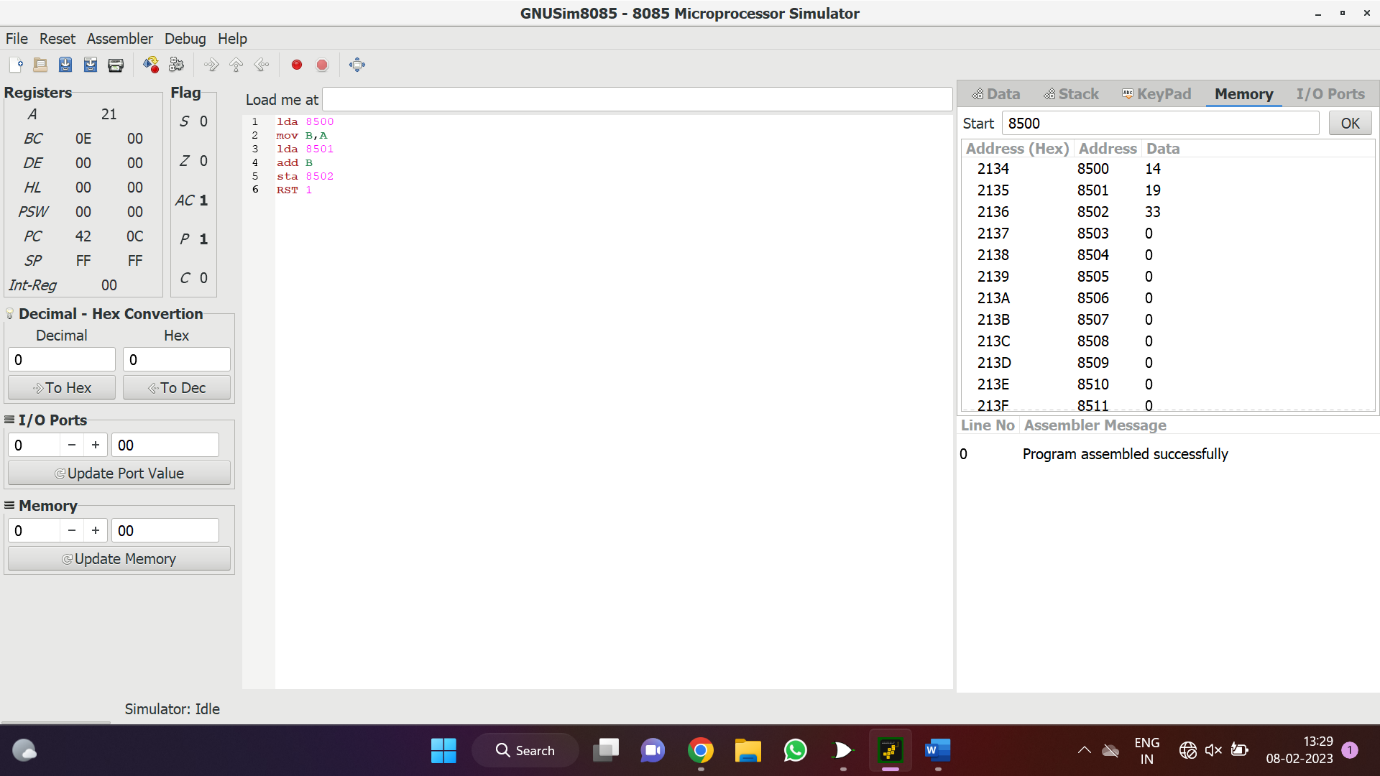 GNUSim8085 - 8085 Microprocessor Simulator
File Reset Assembler Debug Help
Registers
A 21
BC 0E 00
DE 00 00
HL 00 00
PSW 00 00
PC 42 0C
SP FF FF
Int-Reg 00
Flag
S 0
Z 0
AC 1
P 1
C 0
Decimal - Hex Convertion
Decimal Hex
0 0
To Hex To Dec
I/O Ports
0 - + 00
Update Port Value
Memory
0 - + 00
Update Memory
Load me at
1 lda 8500
2 mov B,A
3 lda 8501
4 add B
5 sta 8502
6 RST 1
Data Stack KeyPad Memory I/O Ports
Start 8500 OK
Address (Hex) Address Data
2134 8500 14
2135 8501 19
2136 8502 33
2137 8503 0
2138 8504 0
2139 8505 0
213A 8506 0
213B 8507 0
213C 8508 0
213D 8509 0
213E 8510 0
213F 8511 0
Line No Assembler Message
0 Program assembled successfully
Simulator: Idle
Search
ENG
IN
13:29
08-02-2023
1